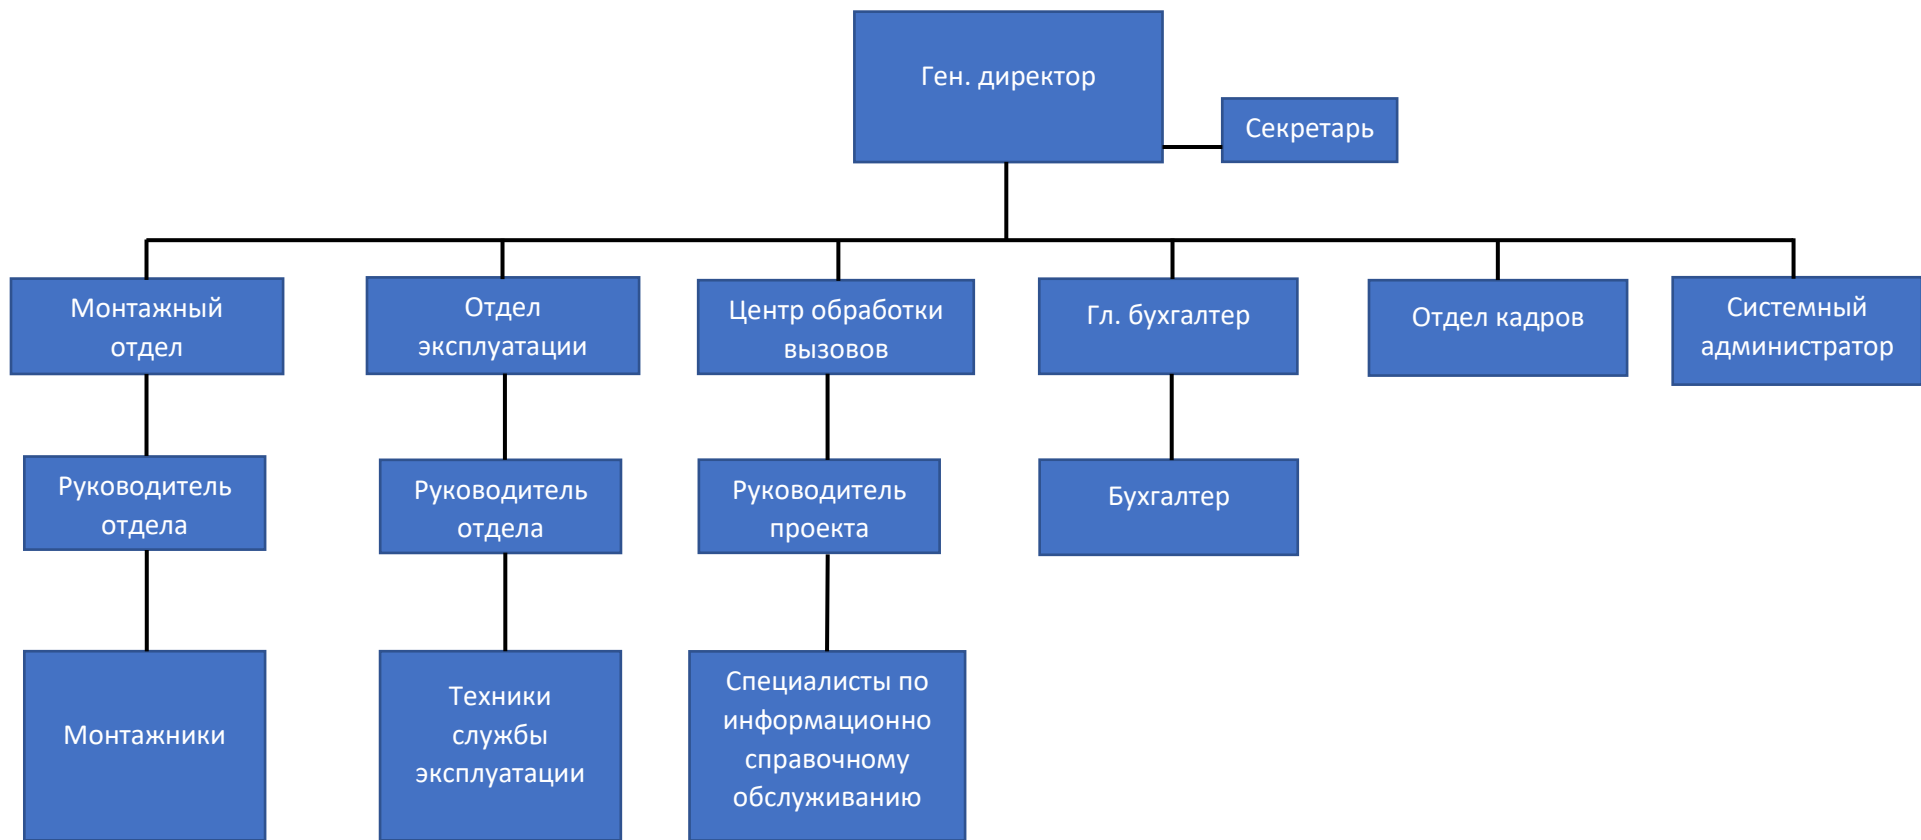 Ген. директор
Секретарь
Монтажный
отдел
Отдел
эксплуатации
Центр обработки
вызовов
Гл. бухгалтер
Отдел кадров
Системный
администратор
Руководитель
отдела
Руководитель
отдела
Руководитель
проекта
Бухгалтер
Монтажники
Техники
службы
эксплуатации
Специалисты по
информационно
справочному
обслуживанию